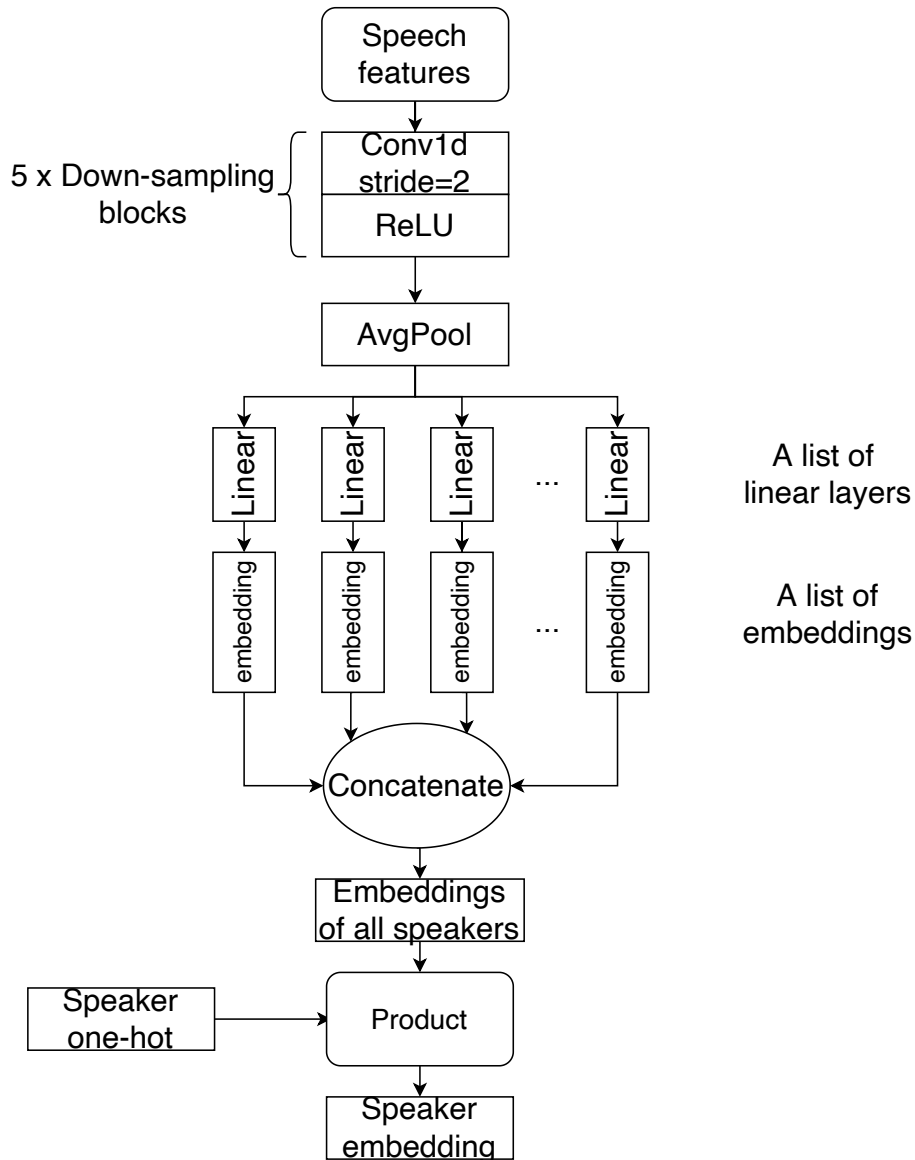 Speech
features
Conv1d
stride=2
5 x Down-sampling
blocks
ReLU
AvgPool
Linear
Linear
Linear
...
Linear
A list of
linear layers
embedding
embedding
embedding
...
embedding
A list of
embeddings
Concatenate
Embeddings
of all speakers
Speaker
one-hot
Product
Speaker
embedding